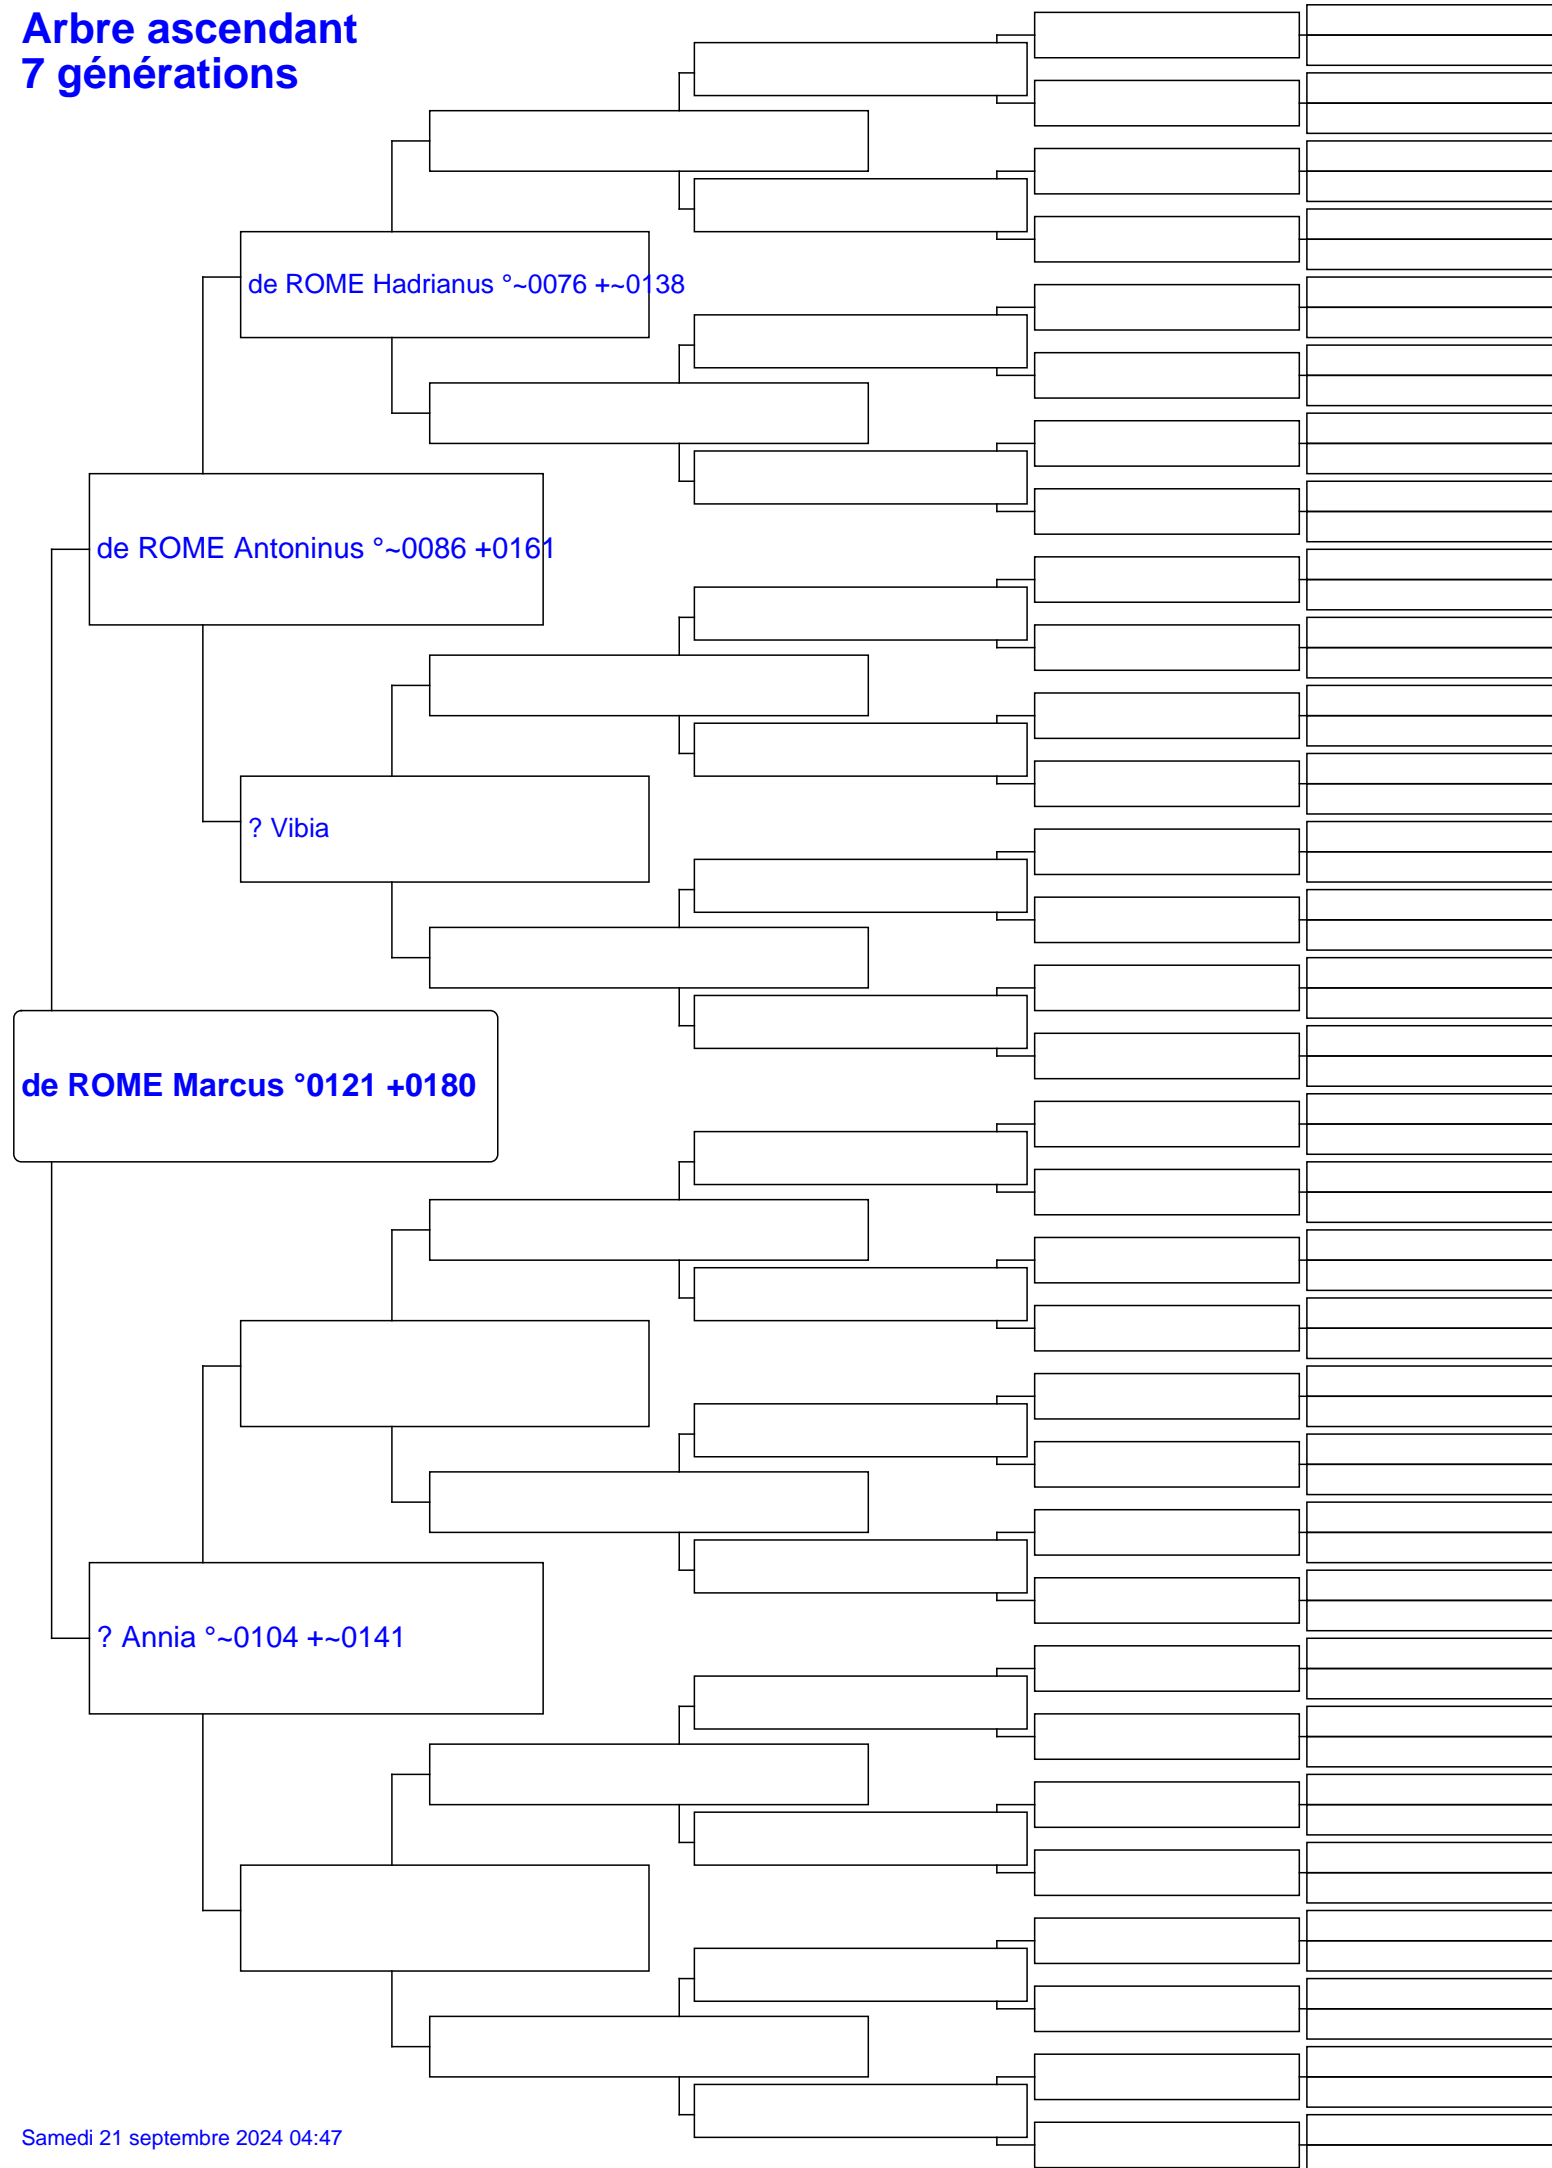 Arbre ascendant
7 générations
de ROME Hadrianus °~0076 +~0138
de ROME Antoninus °~0086 +0161
? Vibia
de ROME Marcus °0121 +0180
? Annia °~0104 +~0141
Samedi 21 septembre 2024 04:47